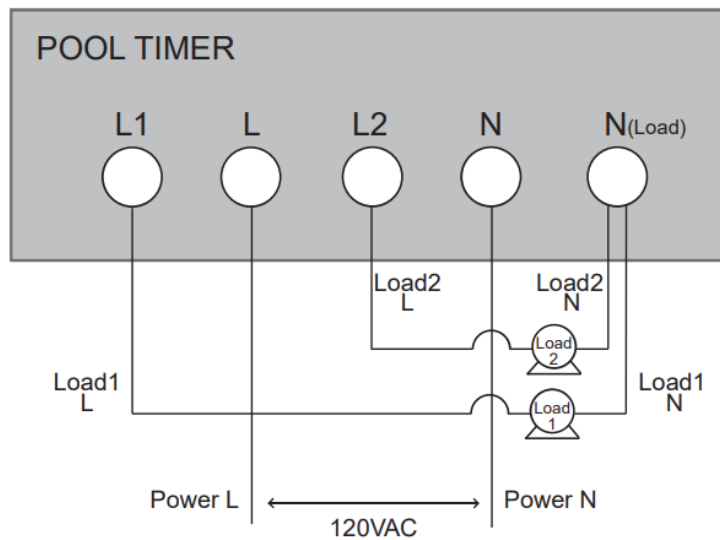 POOL TIMER
L1 L L2 N N(Load)
Load2
L
Load2
N
Load
2
Load1
L
Load
1
Load1
N
Power L
Power N
120VAC